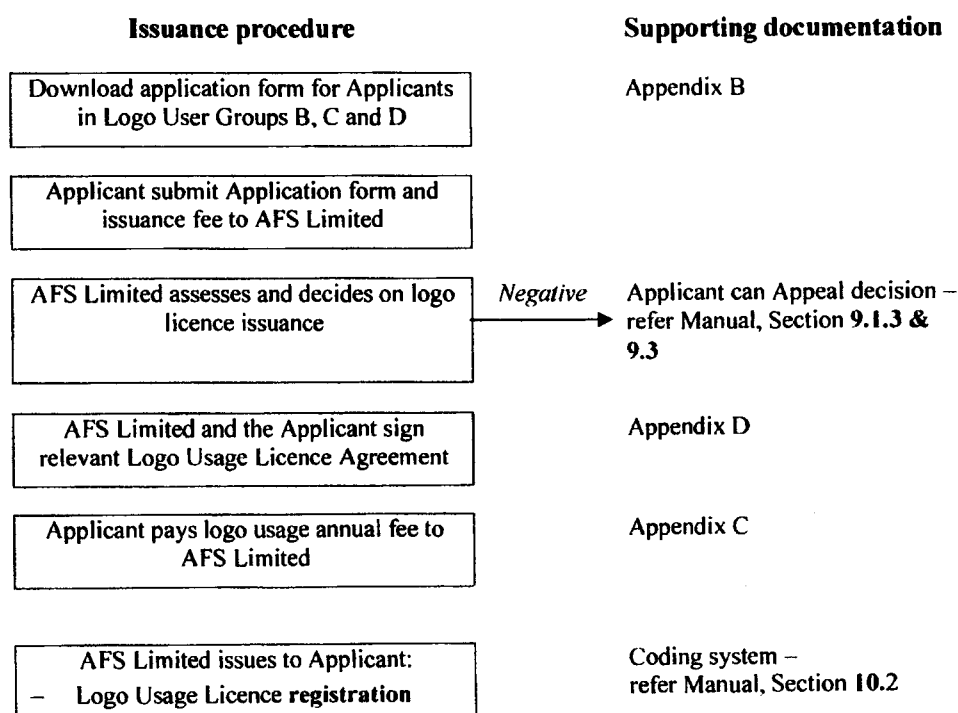 Issuance procedure
Supporting documentation
Download application form for Applicants
in Logo User Groups B, C and D
Appendix B
Applicant submit Application form and
issuance fee to AFS Limited
AFS Limited assesses and decides on logo
licence issuance
Negative
Applicant can Appeal decision –
refer Manual, Section 9.1.3 &
9.3
AFS Limited and the Applicant sign
relevant Logo Usage Licence Agreement
Appendix D
Applicant pays logo usage annual fee to
AFS Limited
Appendix C
AFS Limited issues to Applicant:
– Logo Usage Licence registration
Coding system –
refer Manual, Section 10.2